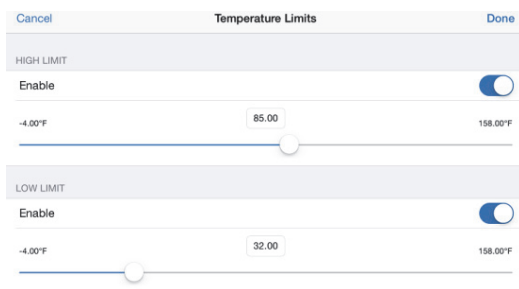 Cancel Temperature Limits Done
HIGH LIMIT
Enable
-4.00°F 85.00 158.00°F
LOW LIMIT
Enable
-4.00°F 32.00 158.00°F